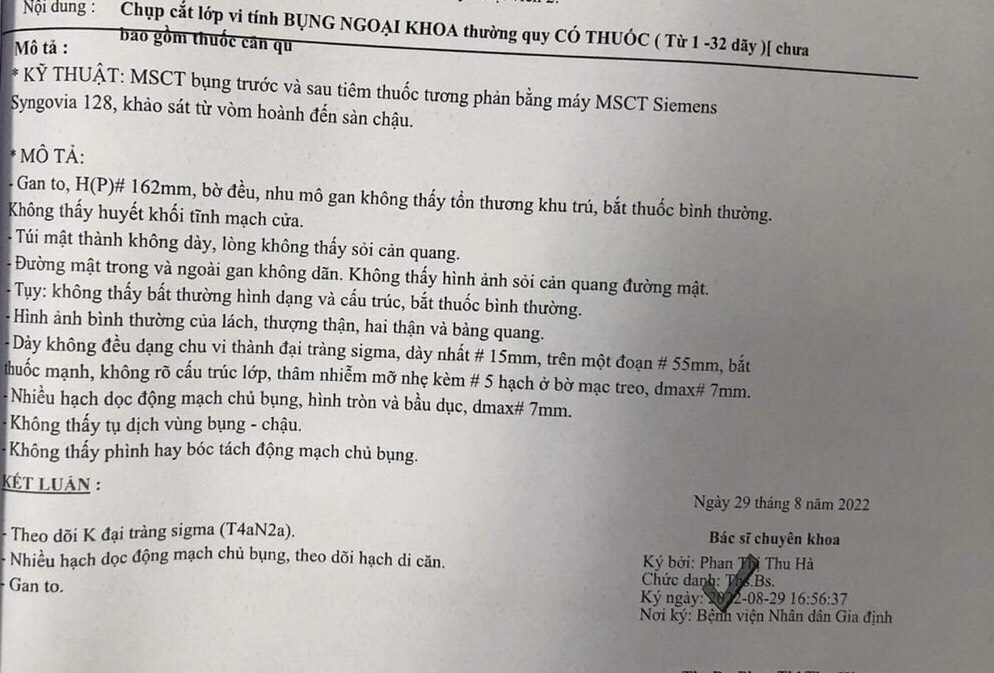 Nội dung : Chụp cắt lớp vi tính BỤNG NGOẠI KHOA thường quy CÓ THUỐC ( Từ 1 -32 dãy )[ chưa
bao gồm thuốc cản qu
Mô tả :
* KỸ THUẬT: MSCT bụng trước và sau tiêm thuốc tương phản bằng máy MSCT Siemens
Syngovia 128, khảo sát từ vòm hoành đến sàn chậu.
* MÔ TẢ:
- Gan to, H(P)# 162mm, bờ đều, nhu mô gan không thấy tổn thương khu trú, bắt thuốc bình thường.
Không thấy huyết khối tĩnh mạch cửa.
- Túi mật thành không dày, lòng không thấy sỏi cản quang.
- Đường mật trong và ngoài gan không dãn. Không thấy hình ảnh sỏi cản quang đường mật.
- Tụy: không thấy bất thường hình dạng và cấu trúc, bắt thuốc bình thường.
- Hình ảnh bình thường của lách, thượng thận, hai thận và bàng quang.
- Dày không đều dạng chu vi thành đại tràng sigma, dày nhất # 15mm, trên một đoạn # 55mm, bắt
thuốc mạnh, không rõ cấu trúc lớp, thâm nhiễm mỡ nhẹ kèm # 5 hạch ở bờ mạc treo, dmax# 7mm.
- Nhiều hạch dọc động mạch chủ bụng, hình tròn và bầu dục, dmax# 7mm.
- Không thấy tụ dịch vùng bụng - chậu.
- Không thấy phình hay bóc tách động mạch chủ bụng.
KẾT LUẬN :
- Theo dõi K đại tràng sigma (T4aN2a).
- Nhiều hạch dọc động mạch chủ bụng, theo dõi hạch di căn.
- Gan to.
Ngày 29 tháng 8 năm 2022
Bác sĩ chuyên khoa
Ký bởi: Phan Thị Thu Hà
Chức danh: Ths.Bs.
Ký ngày: 2022-08-29 16:56:37
Nơi ký: Bệnh viện Nhân dân Gia định